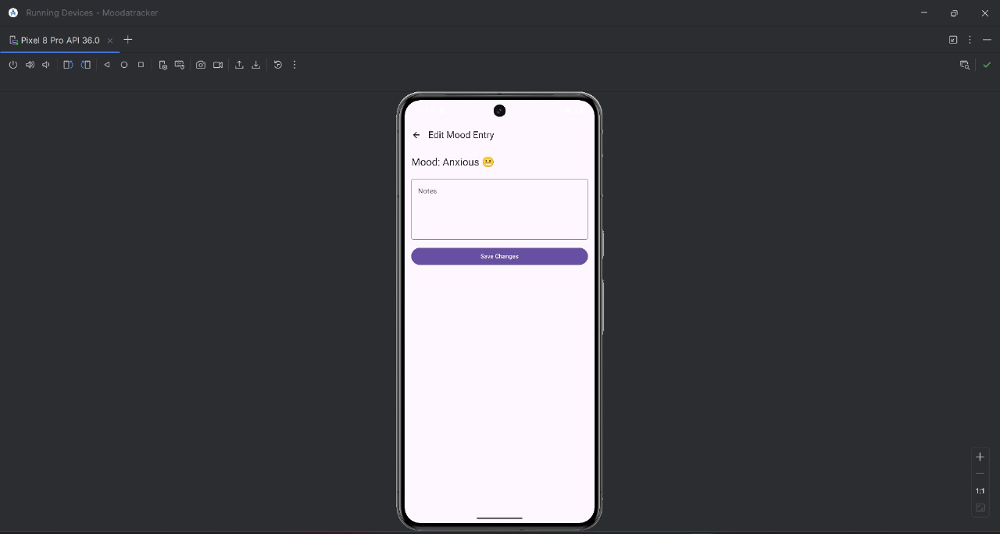 Running Devices - Moodatracker
Pixel 8 Pro API 36.0
Edit Mood Entry
Mood: Anxious 😬
Notes
Save Changes
1:1